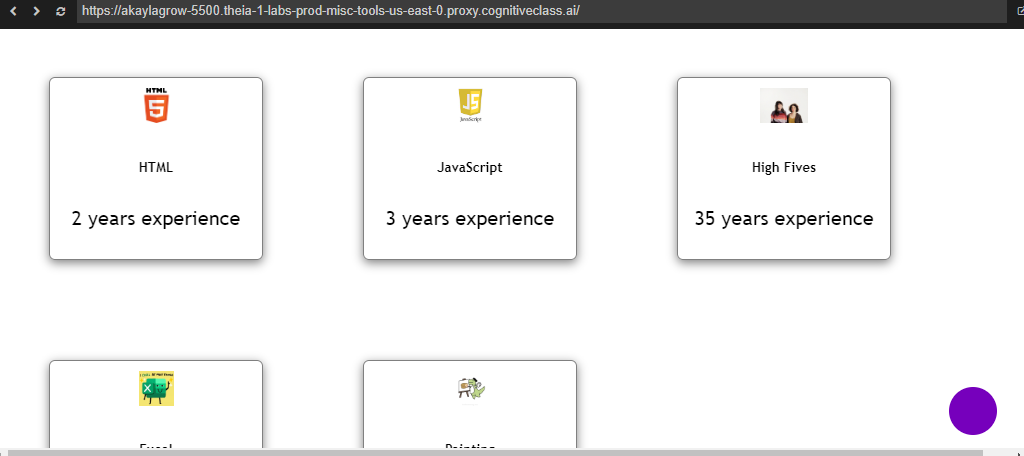 https://akaylagrow-5500.theia-1-labs-prod-misc-tools-us-east-0.proxy.cognitiveclass.ai/
HTML
5
JS
JavaScript
HTML
JavaScript
High Fives
2 years experience
3 years experience
35 years experience
X
Excel
Painting